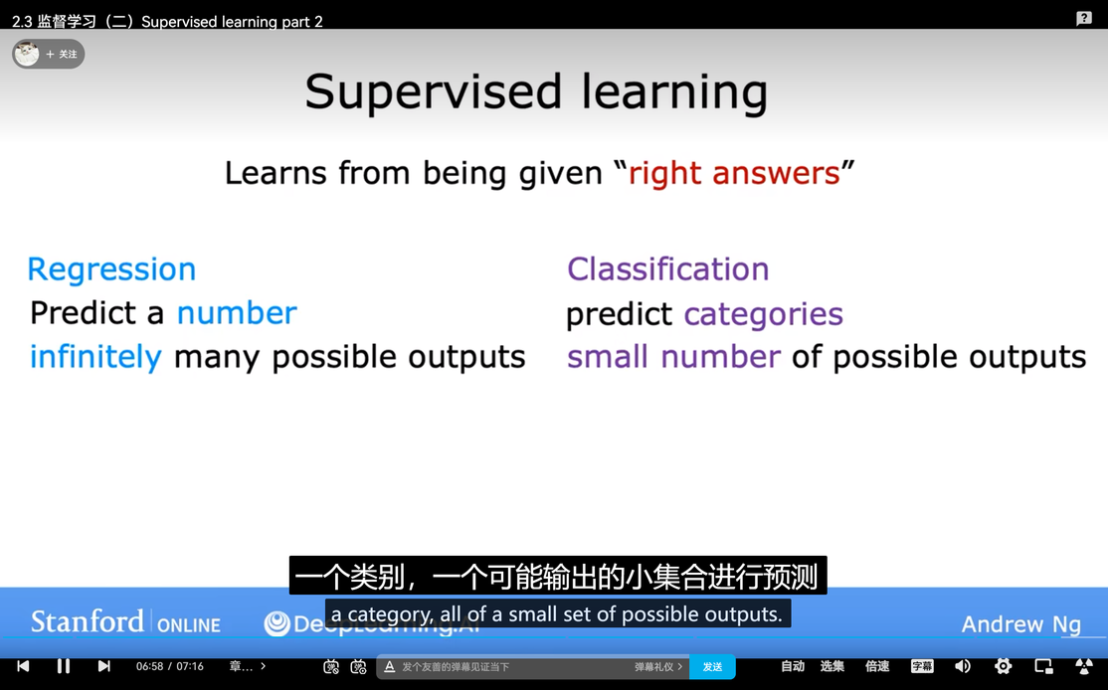 2.3 监督学习（二）Supervised learning part 2
+ 关注
Supervised learning
Learns from being given “right answers”
Regression
Predict a number
infinitely many possible outputs
Classification
predict categories
small number of possible outputs
一个类别，一个可能输出的小集合进行预测
a category, all of a small set of possible outputs.
Stanford ONLINE
DeepLearning.AI
Andrew Ng
06:58 / 07:16
章...
发个友善的弹幕见证当下
弹幕礼仪
发送
自动
选集
倍速
字幕